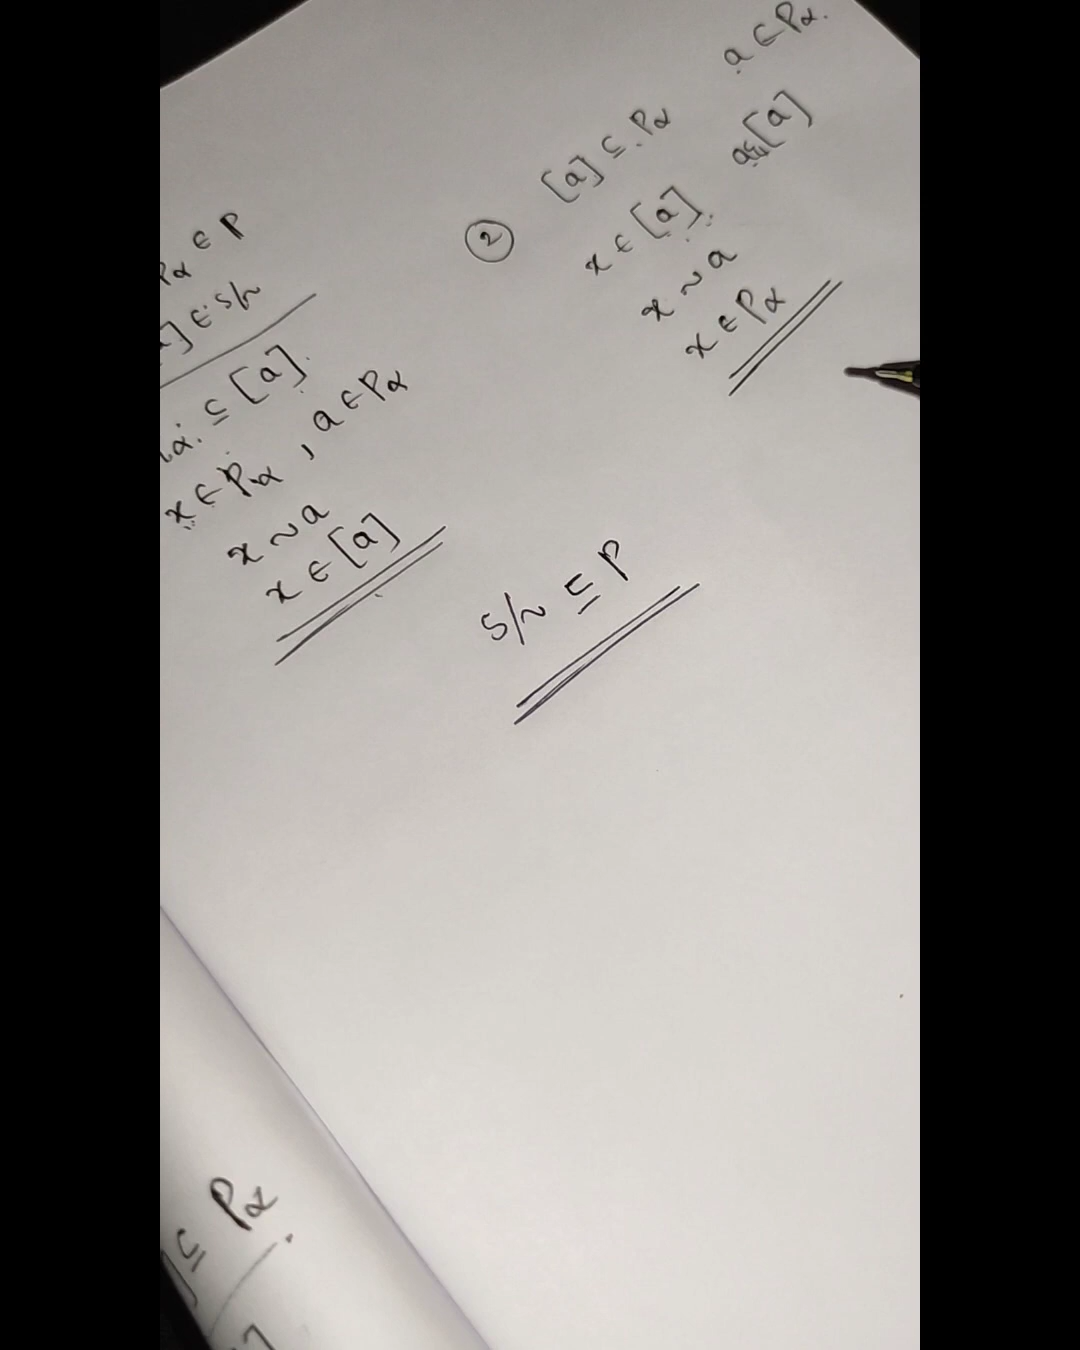 Pα ∈ P
] ∈ S/~
α. ⊆ [a].
x ∈ Pα , a ∈ Pα
x ~ a
x ∈ [a]
② [a] ⊆ Pα
a ∈ Pα.
x ∈ [a].
a ∈ [a]
x ~ a
x ∈ Pα
S/~ ⊆ P
] ⊆ Pα